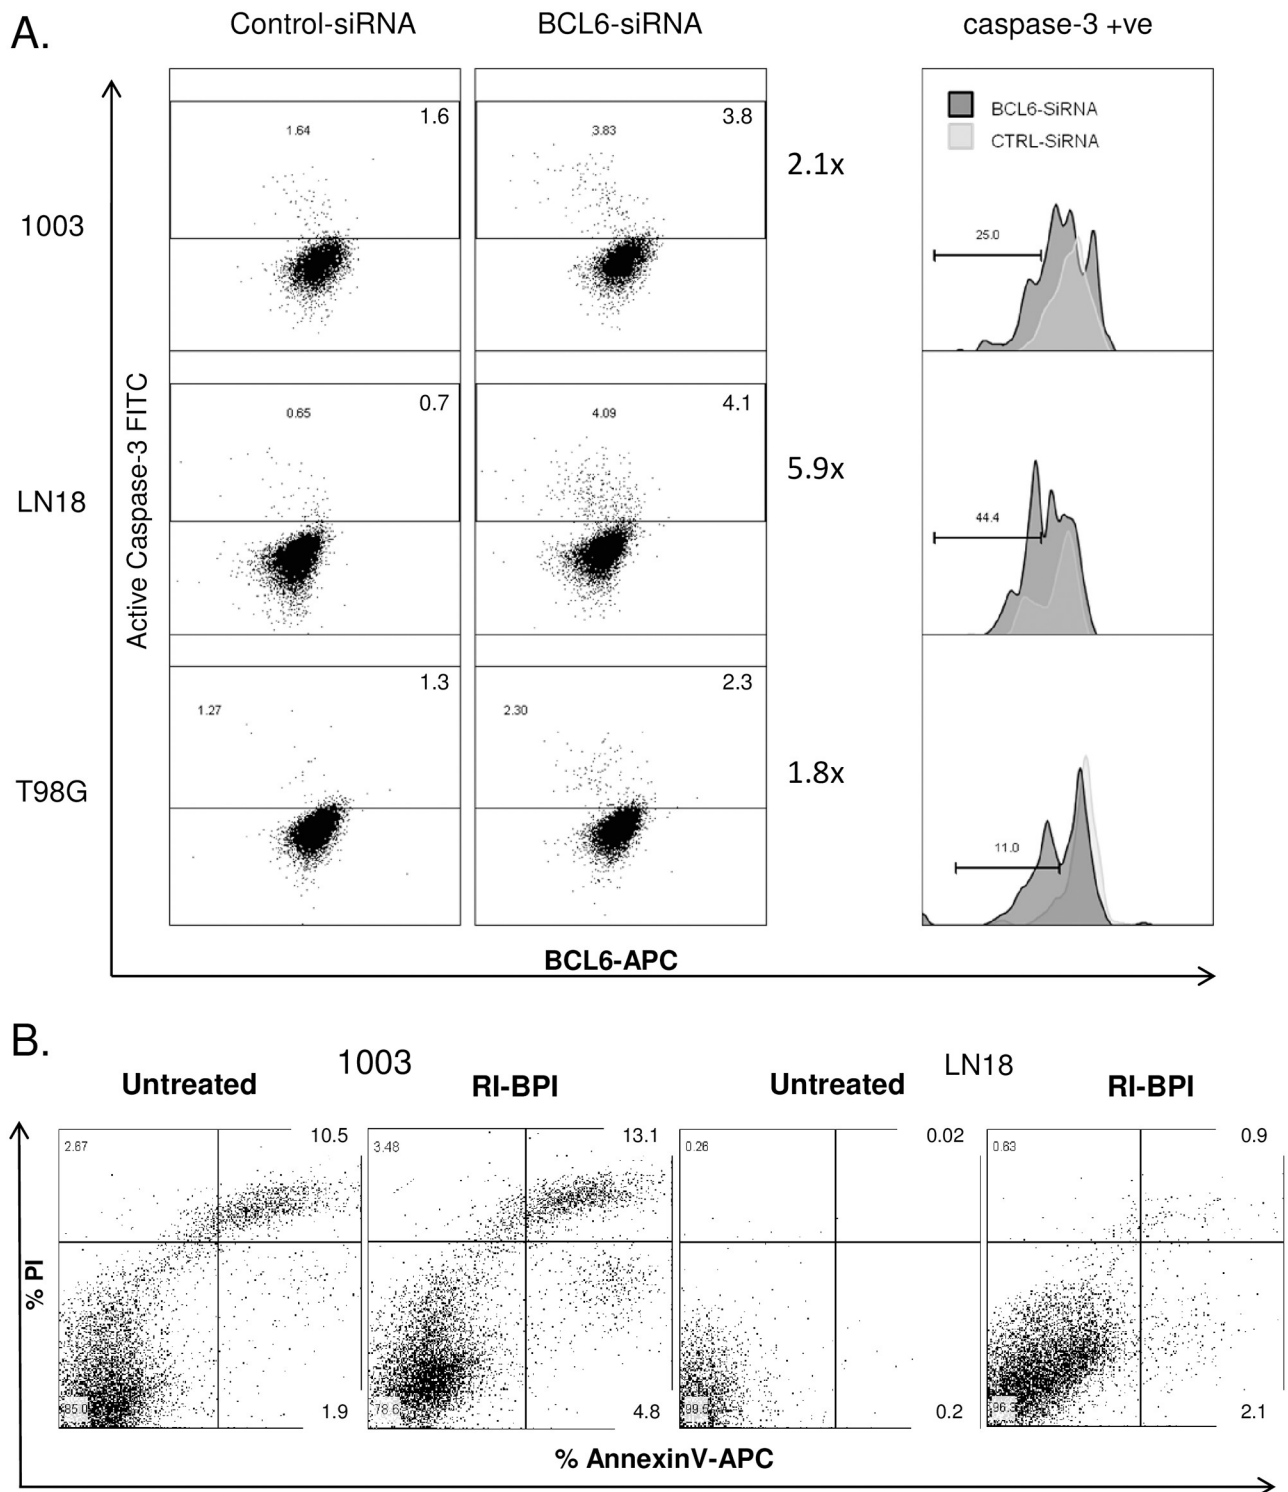 A.
Control-siRNA
BCL6-siRNA
caspase-3 +ve
1.6
1.64
3.8
3.83
2.1x
BCL6-SiRNA
CTRL-SiRNA
25.0
1003
0.7
0.65
4.1
4.09
5.9x
44.4
LN18
Active Caspase-3 FITC
1.3
1.27
2.3
2.30
1.8x
11.0
T98G
BCL6-APC
B.
1003
LN18
Untreated
RI-BPI
Untreated
RI-BPI
2.67
10.5
3.48
13.1
0.26
0.02
0.63
0.9
% PI
1.9
78.6
4.8
0.2
96.3
2.1
% AnnexinV-APC